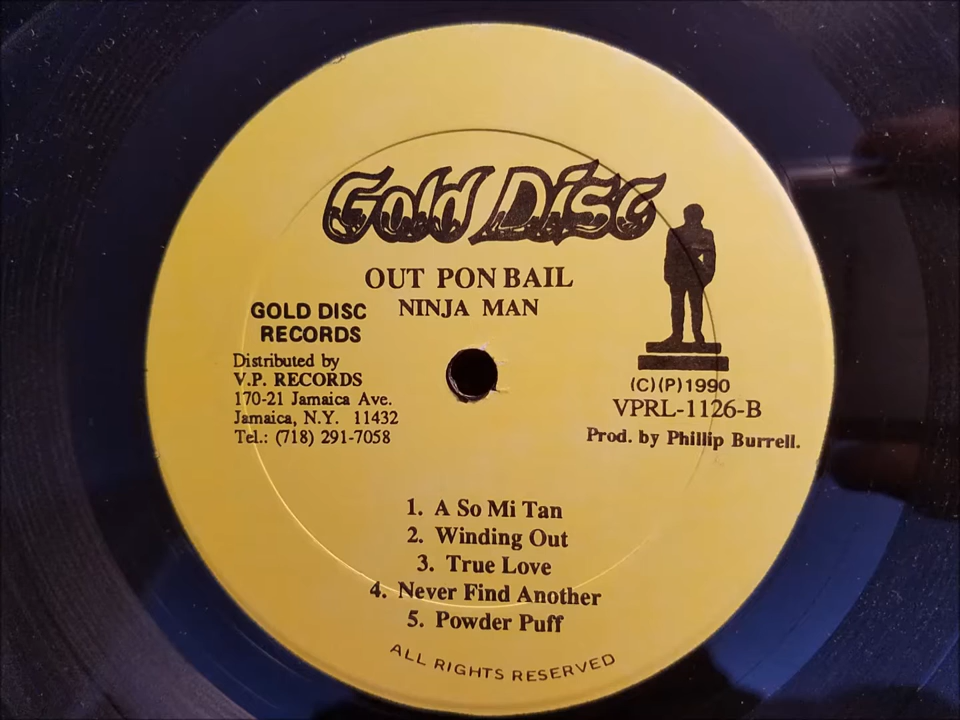 Gold Disc
OUT PON BAIL
NINJA MAN
GOLD DISC
RECORDS
Distributed by
V.P. RECORDS
170-21 Jamaica Ave.
Jamaica, N.Y. 11432
Tel.: (718) 291-7058
(C)(P)1990
VPRL-1126-B
Prod. by Phillip Burrell.
1. A So Mi Tan
2. Winding Out
3. True Love
4. Never Find Another
5. Powder Puff
ALL RIGHTS RESERVED